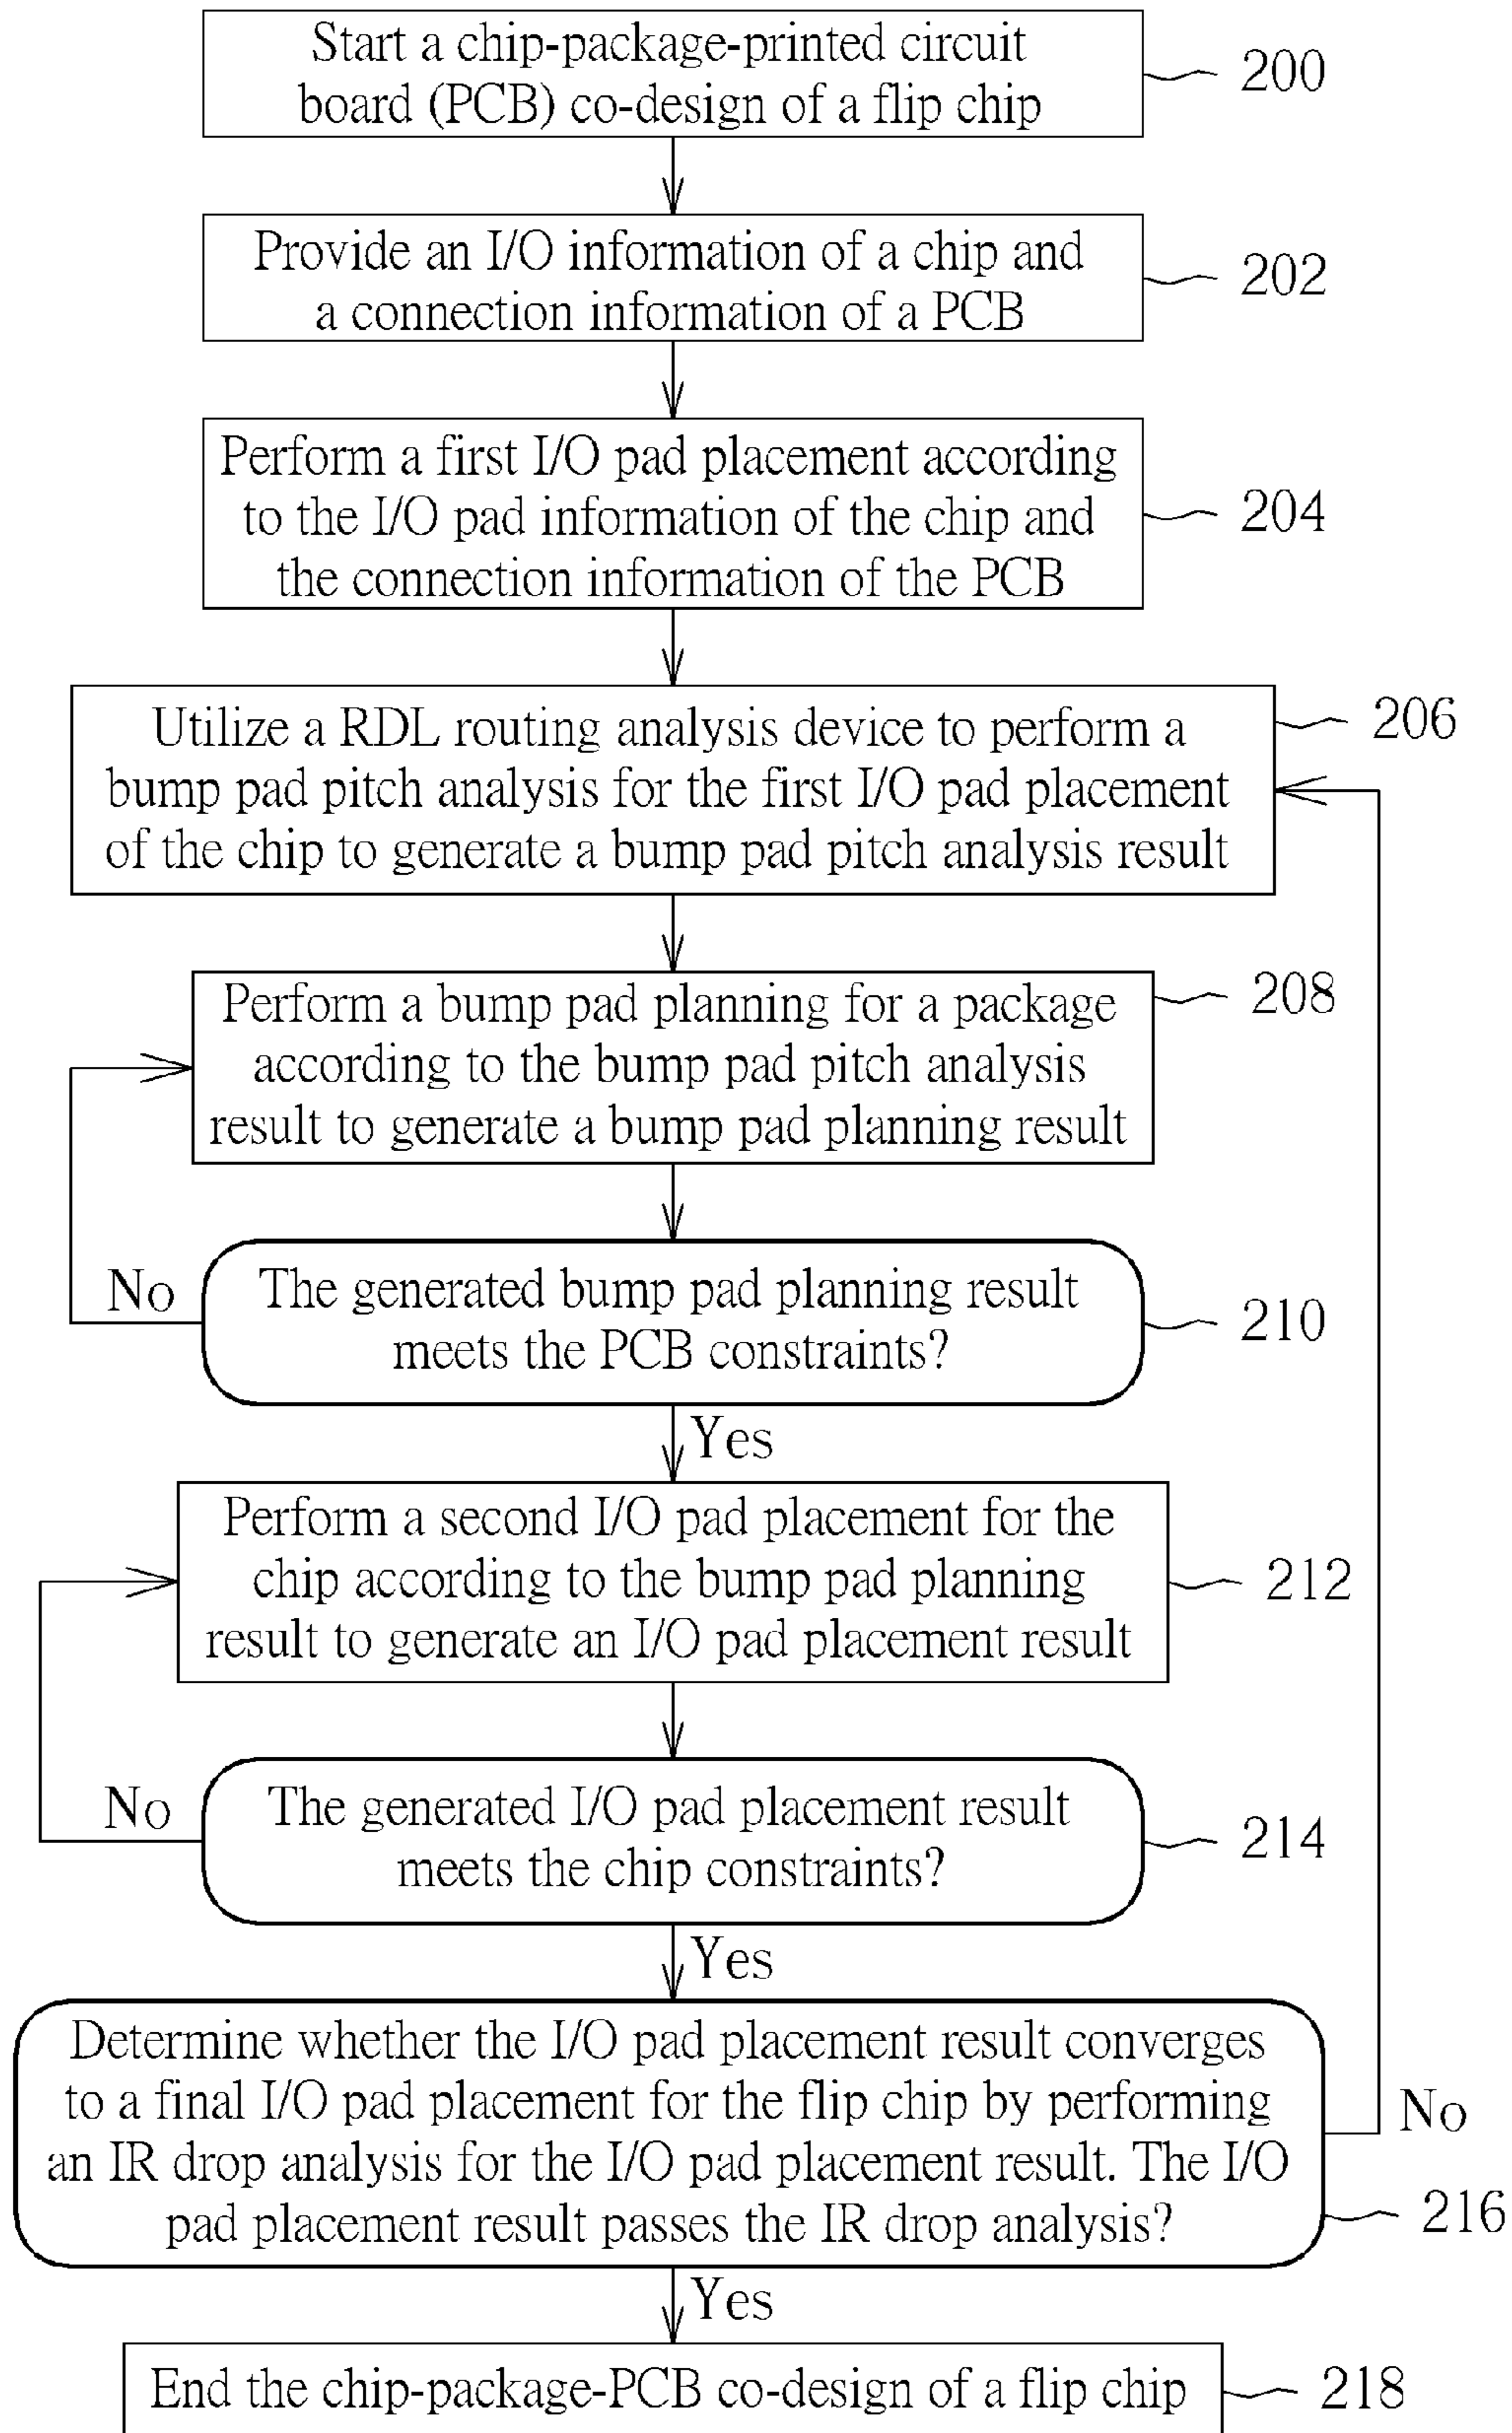 Start a chip-package-printed circuit
board (PCB) co-design of a flip chip
200
Provide an I/O information of a chip and
a connection information of a PCB
202
Perform a first I/O pad placement according
to the I/O pad information of the chip and
the connection information of the PCB
204
Utilize a RDL routing analysis device to perform a
bump pad pitch analysis for the first I/O pad placement
of the chip to generate a bump pad pitch analysis result
206
Perform a bump pad planning for a package
according to the bump pad pitch analysis
result to generate a bump pad planning result
208
The generated bump pad planning result
meets the PCB constraints?
210
No
Yes
Perform a second I/O pad placement for the
chip according to the bump pad planning
result to generate an I/O pad placement result
212
The generated I/O pad placement result
meets the chip constraints?
214
No
Yes
Determine whether the I/O pad placement result converges
to a final I/O pad placement for the flip chip by performing
an IR drop analysis for the I/O pad placement result. The I/O
pad placement result passes the IR drop analysis?
No
216
Yes
End the chip-package-PCB co-design of a flip chip
218